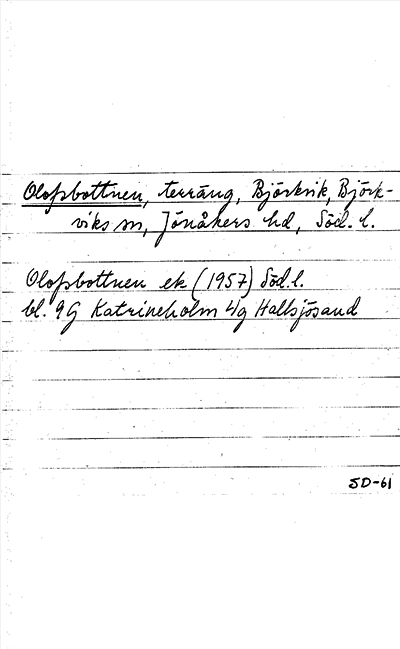 Olofsbottnen, terräng, Björkvik, Björk-
viks sn, Jönåkers hd, Söd. l.
Olofsbottnen ek (1957) Söd. l.
bl. 9G Katrineholm 4g Hallsjösand
SD-61